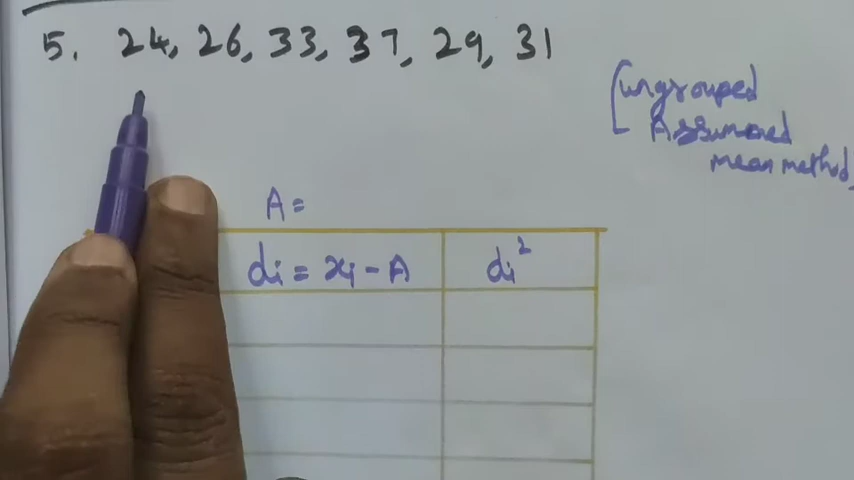 5. 24, 26, 33, 37, 29, 31
ungrouped
Assumed
mean method
A =
di = xi - A
di²